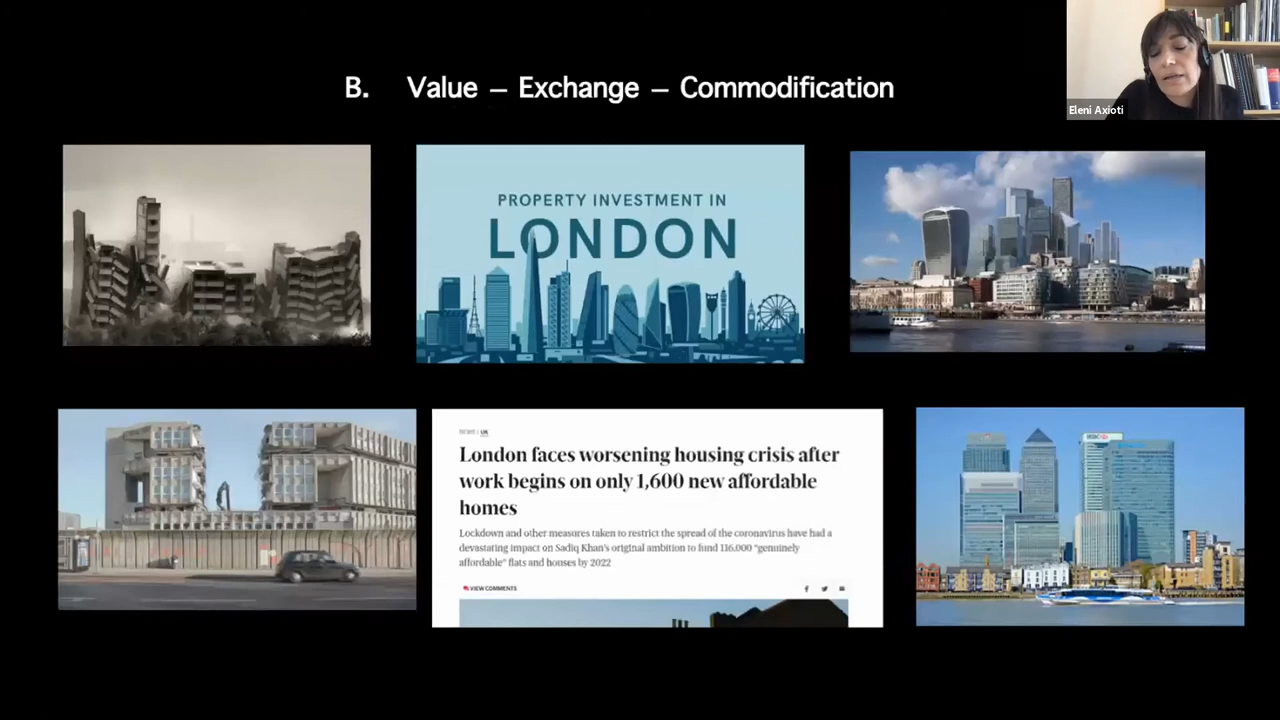 B. Value – Exchange – Commodification
Eleni Axioti
PROPERTY INVESTMENT IN
LONDON
NEWS | UK
London faces worsening housing crisis after
work begins on only 1,600 new affordable
homes
Lockdown and other measures taken to restrict the spread of the coronavirus have had a
devastating impact on Sadiq Khan's original ambition to fund 116,000 "genuinely
affordable" flats and houses by 2022
VIEW COMMENTS
HSBC